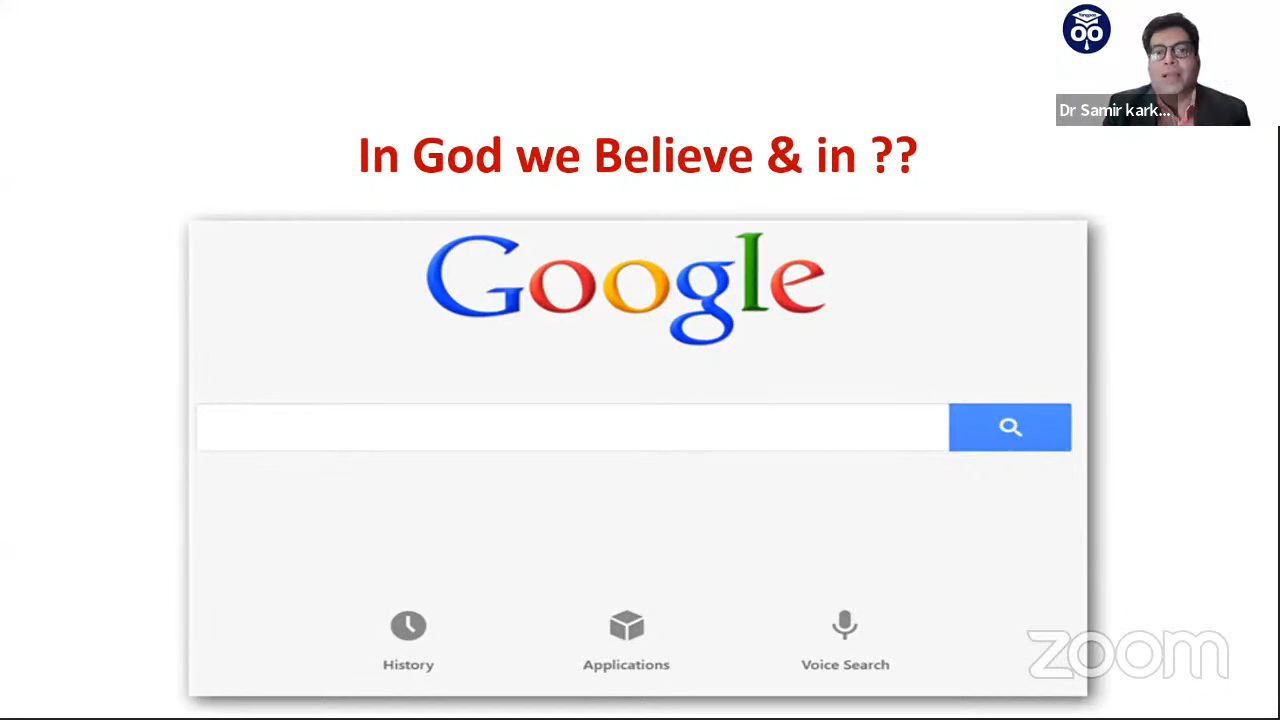 Dr Samir kark...
In God we Believe & in ??
Google
History
Applications
Voice Search
zoom